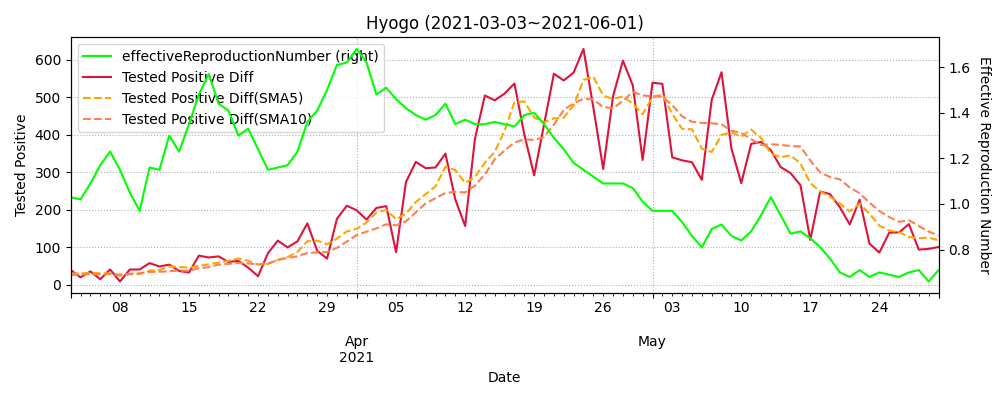 Hyogo (2021-03-03~2021-06-01)
effectiveReproductionNumber (right)
Tested Positive Diff
Tested Positive Diff(SMA5)
Tested Positive Diff(SMA10)
Tested Positive
600
500
400
300
200
100
0
1.6
1.4
1.2
1.0
0.8
Effective Reproduction Number
08 15 22 29 05 12 19 26 03 10 17 24
Apr May
2021
Date